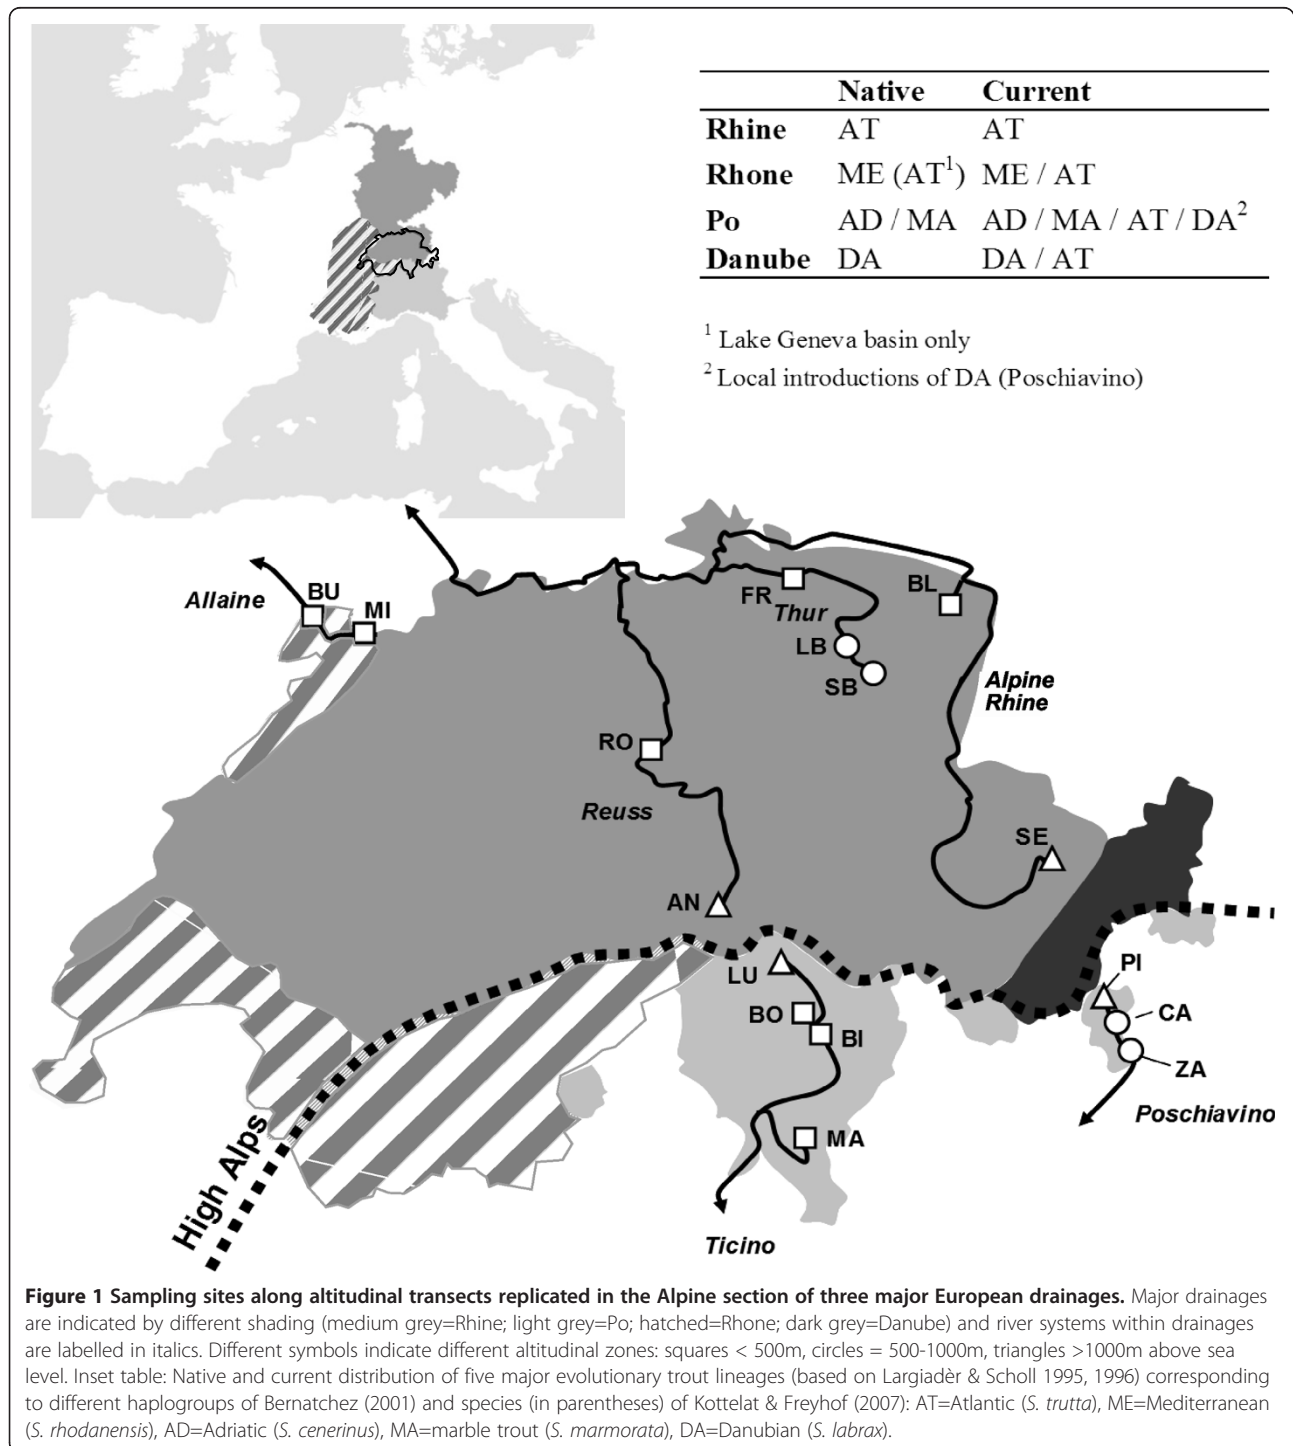 Native Current
Rhine AT AT
Rhone ME (AT1) ME / AT
Po AD / MA AD / MA / AT / DA2
Danube DA DA / AT
1 Lake Geneva basin only
2 Local introductions of DA (Poschiavino)
Allaine
BU
MI
FR
Thur
BL
LB
SB
Alpine
Rhine
RO
Reuss
SE
AN
LU
PI
BO
CA
BI
ZA
Poschiavino
MA
High Alps
Ticino
Figure 1 Sampling sites along altitudinal transects replicated in the Alpine section of three major European drainages. Major drainages
are indicated by different shading (medium grey=Rhine; light grey=Po; hatched=Rhone; dark grey=Danube) and river systems within drainages
are labelled in italics. Different symbols indicate different altitudinal zones: squares < 500m, circles = 500-1000m, triangles >1000m above sea
level. Inset table: Native and current distribution of five major evolutionary trout lineages (based on Largiadèr & Scholl 1995, 1996) corresponding
to different haplogroups of Bernatchez (2001) and species (in parentheses) of Kottelat & Freyhof (2007): AT=Atlantic (S. trutta), ME=Mediterranean
(S. rhodanensis), AD=Adriatic (S. cenerinus), MA=marble trout (S. marmorata), DA=Danubian (S. labrax).